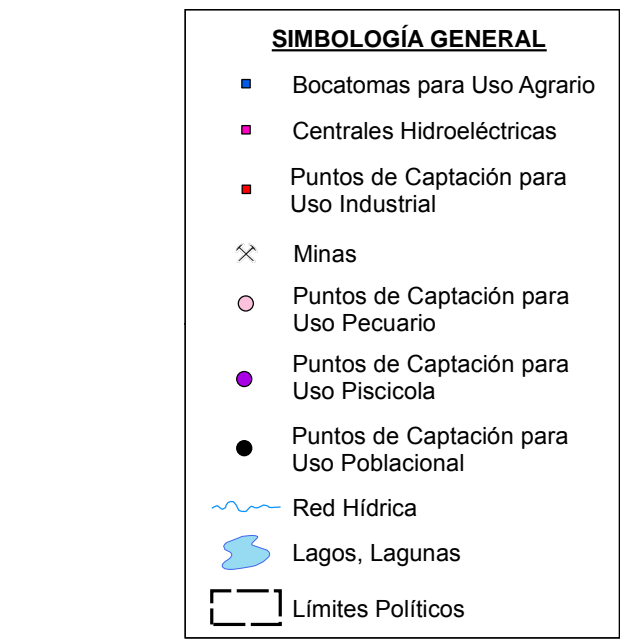 SIMBOLOGÍA GENERAL
Bocatomas para Uso Agrario
Centrales Hidroeléctricas
Puntos de Captación para
Uso Industrial
Minas
Puntos de Captación para
Uso Pecuario
Puntos de Captación para
Uso Piscicola
Puntos de Captación para
Uso Poblacional
Red Hídrica
Lagos, Lagunas
Límites Políticos